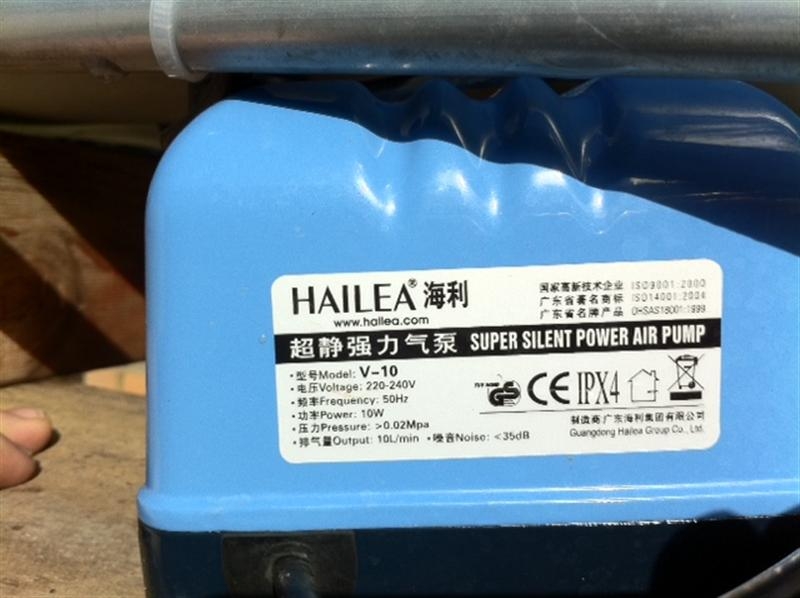 HAILEA® 海利
www.hailea.com
国家高新技术企业 ISO9001:2000
广东省著名商标 ISO14001:2004
广东省名牌产品 OHSAS18001:1999
超静强力气泵 SUPER SILENT POWER AIR PUMP
·型号Model: V-10
·电压Voltage: 220-240V
·频率Frequency: 50Hz
·功率Power: 10W
·压力Pressure: >0.02Mpa
·排气量Output: 10L/min ·噪音Noise: <35dB
GS CE IPX4
制造商:广东海利集团有限公司
Guangdong Hailea Group Co., Ltd.